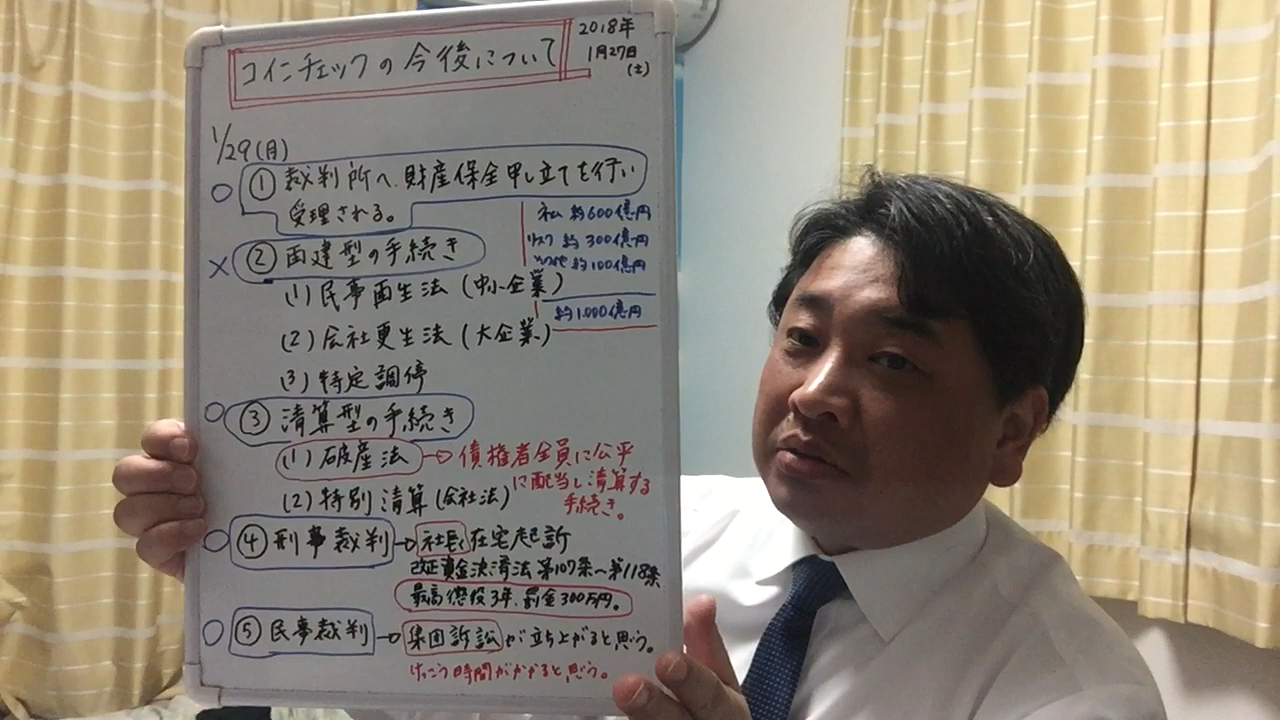 コインチェックの今後について
2018年
1月27日
(土)
1/29(月)
○ ① 裁判所へ、財産保全申し立てを行い
受理される。
ネム 約600億円
リスク 約300億円
その他 約100億円
約1,000億円
× ② 再建型の手続き
(1) 民事再生法 (中小企業)
(2) 会社更生法 (大企業)
(3) 特定調停
○ ③ 清算型の手続き
(1) 破産法 → 債権者全員に公平
に配当し清算する
手続き。
(2) 特別清算 (会社法)
○ ④ 刑事裁判 → 社長、在宅起訴
改正資金決済法 第107条~第118条
最高懲役3年、罰金300万円。
○ ⑤ 民事裁判 → 集団訴訟が立ち上がると思う。
けっこう時間がかかると思う。